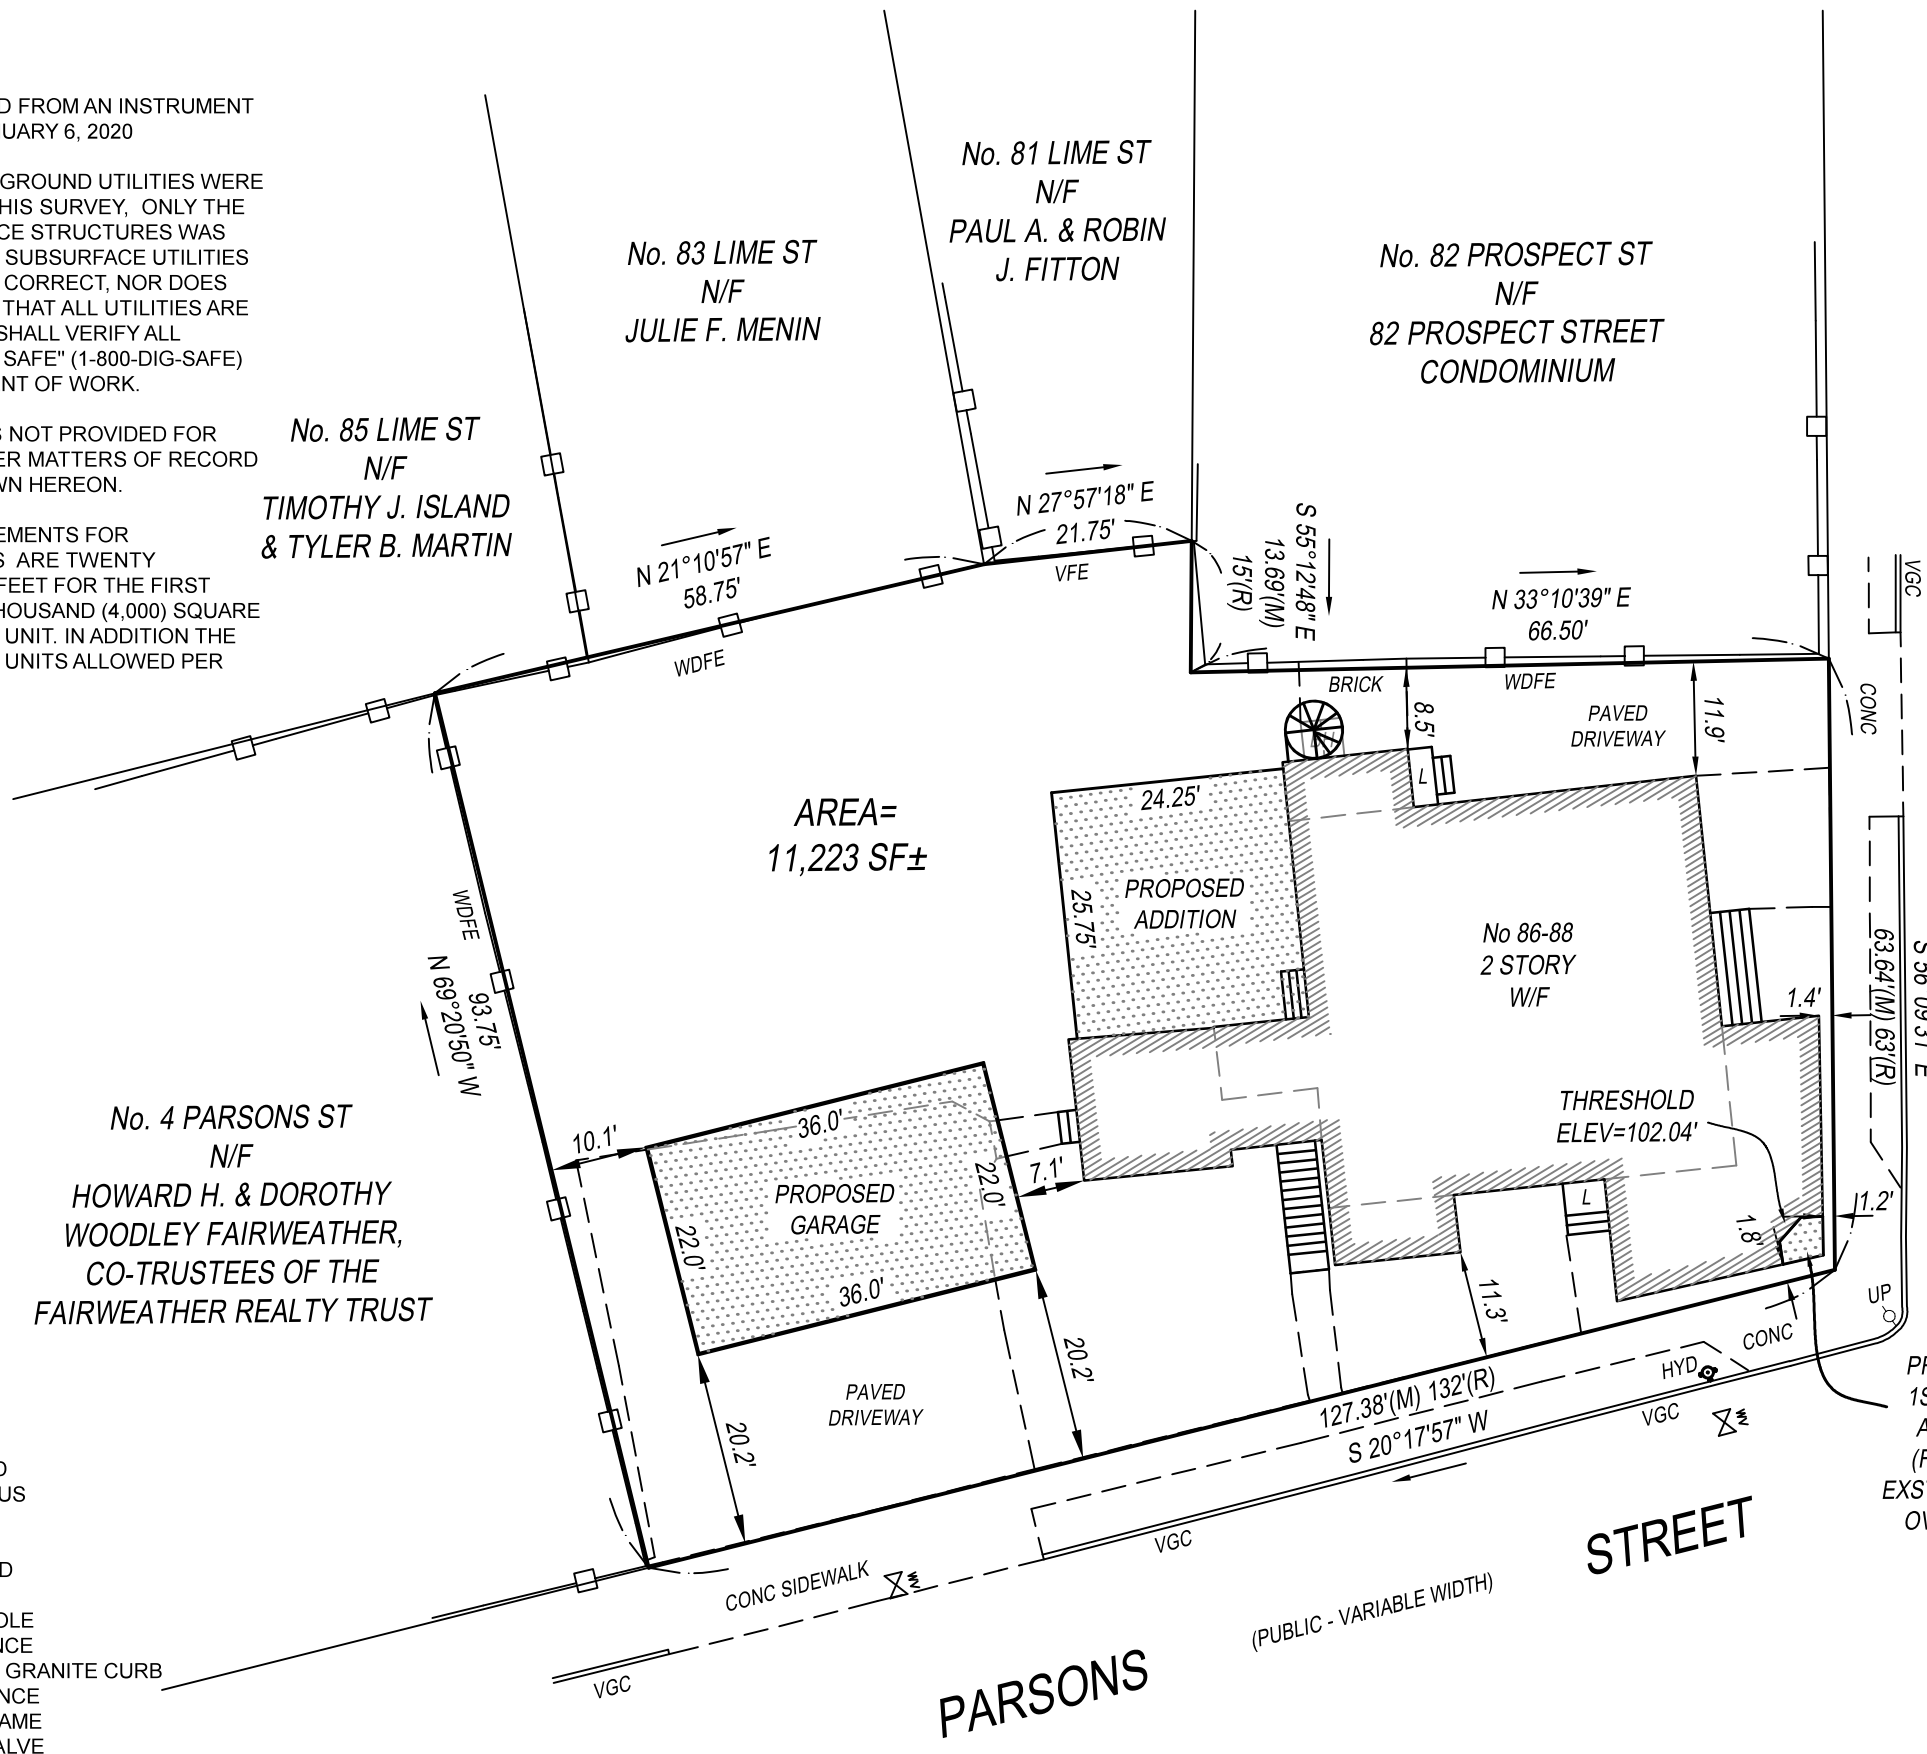 D FROM AN INSTRUMENT
UARY 6, 2020
GROUND UTILITIES WERE
HIS SURVEY, ONLY THE
CE STRUCTURES WAS
SUBSURFACE UTILITIES
CORRECT, NOR DOES
THAT ALL UTILITIES ARE
SHALL VERIFY ALL
SAFE" (1-800-DIG-SAFE)
NT OF WORK.
S NOT PROVIDED FOR
ER MATTERS OF RECORD
WN HEREON.
EMENTS FOR
S ARE TWENTY
FEET FOR THE FIRST
HOUSAND (4,000) SQUARE
UNIT. IN ADDITION THE
UNITS ALLOWED PER
No. 85 LIME ST
N/F
TIMOTHY J. ISLAND
& TYLER B. MARTIN
No. 83 LIME ST
N/F
JULIE F. MENIN
No. 81 LIME ST
N/F
PAUL A. & ROBIN
J. FITTON
No. 82 PROSPECT ST
N/F
82 PROSPECT STREET
CONDOMINIUM
N 21°10'57" E
58.75'
WDFE
N 27°57'18" E
21.75'
VFE
S 55°12'48" E
13.69'(M)
15'(R)
N 33°10'39" E
66.50'
BRICK
WDFE
8.5'
PAVED
DRIVEWAY
11.9'
VGC
CONC
L
AREA=
11,223 SF±
24.25'
25.75'
PROPOSED
ADDITION
No 86-88
2 STORY
W/F
1.4'
S 56°09'31" E
63.64'(M) 63'(R)
WDFE
93.75'
N 69°20'50" W
THRESHOLD
ELEV=102.04'
No. 4 PARSONS ST
N/F
HOWARD H. & DOROTHY
WOODLEY FAIRWEATHER,
CO-TRUSTEES OF THE
FAIRWEATHER REALTY TRUST
10.1'
36.0'
22.0'
7.1'
PROPOSED
GARAGE
22.0'
36.0'
L
1.8'
1.2'
11.3'
20.2'
20.2'
PAVED
DRIVEWAY
UP
CONC
HYD
VGC
127.38'(M) 132'(R)
S 20°17'57" W
VGC
CONC SIDEWALK
VGC
PARSONS
STREET
(PUBLIC - VARIABLE WIDTH)
1S
A
(F
EXS
O
US
D
OLE
NCE
GRANITE CURB
NCE
AME
ALVE